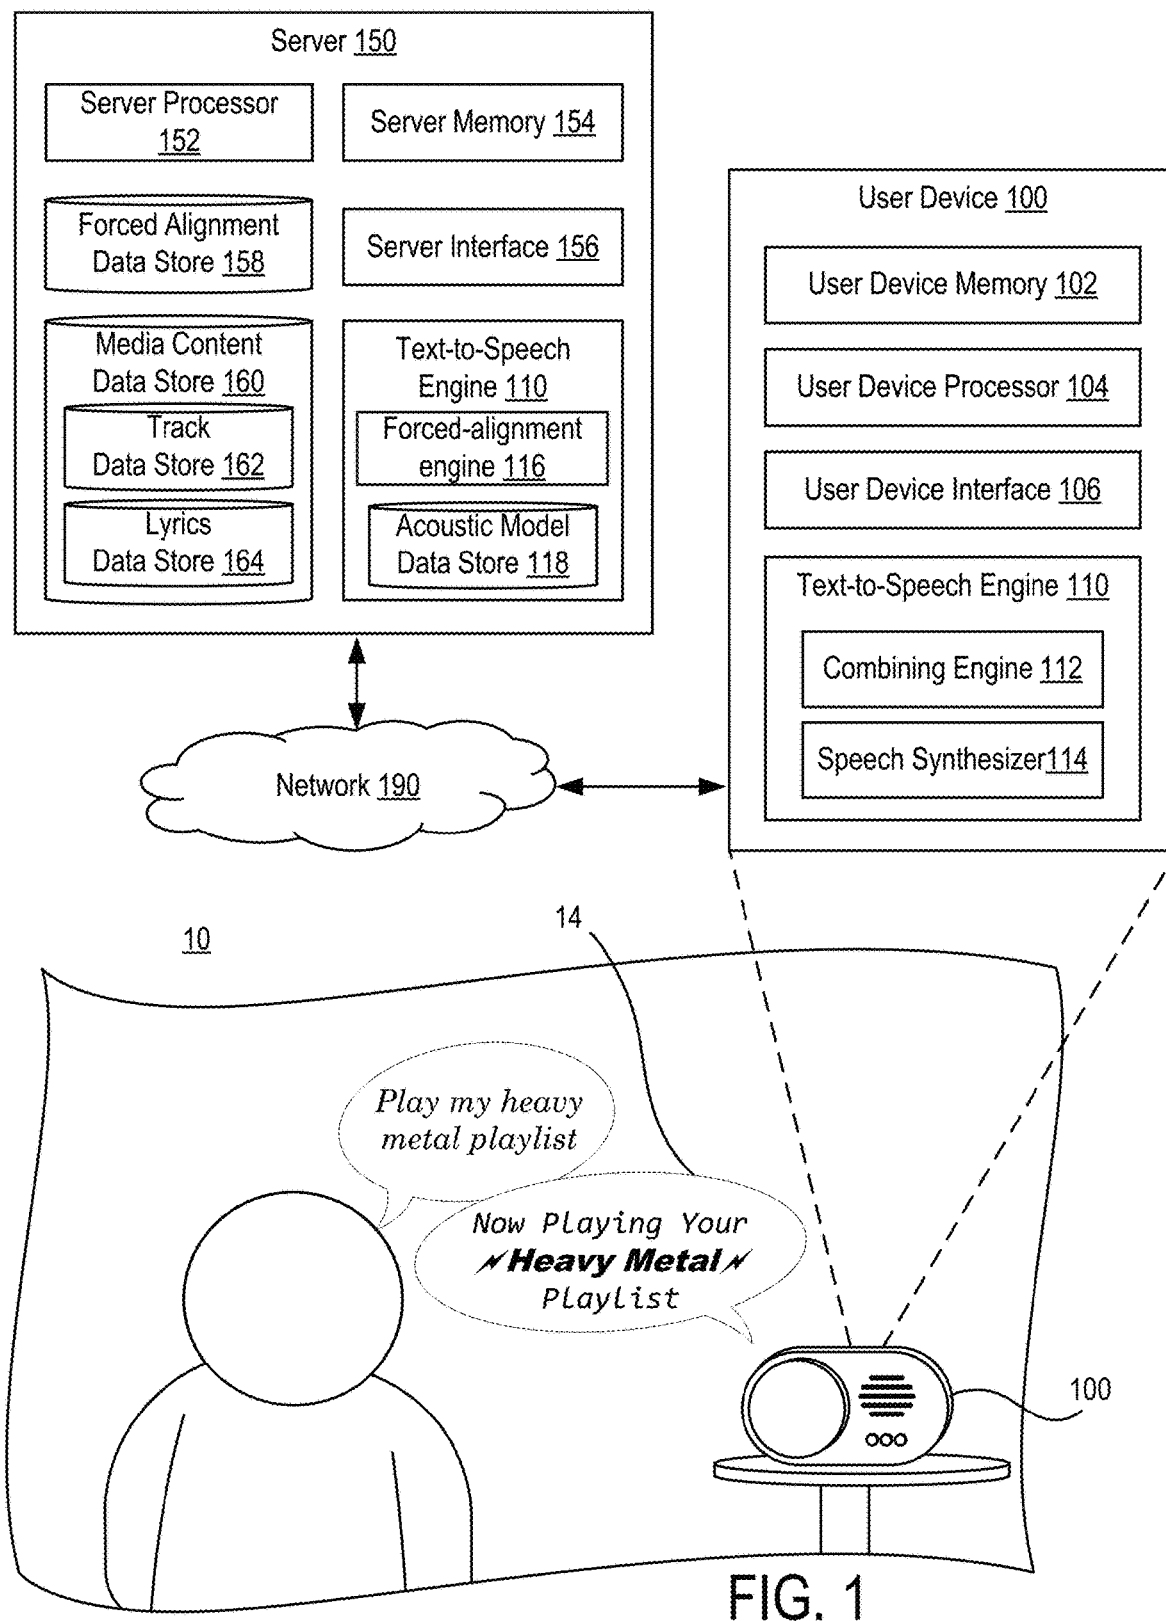 Server 150
Server Processor
152
Server Memory 154
Forced Alignment
Data Store 158
Server Interface 156
Media Content
Data Store 160
Track
Data Store 162
Lyrics
Data Store 164
Text-to-Speech
Engine 110
Forced-alignment
engine 116
Acoustic Model
Data Store 118
User Device 100
User Device Memory 102
User Device Processor 104
User Device Interface 106
Text-to-Speech Engine 110
Combining Engine 112
Speech Synthesizer114
Network 190
10
14
Play my heavy
metal playlist
Now Playing Your
Heavy Metal
Playlist
100
FIG. 1